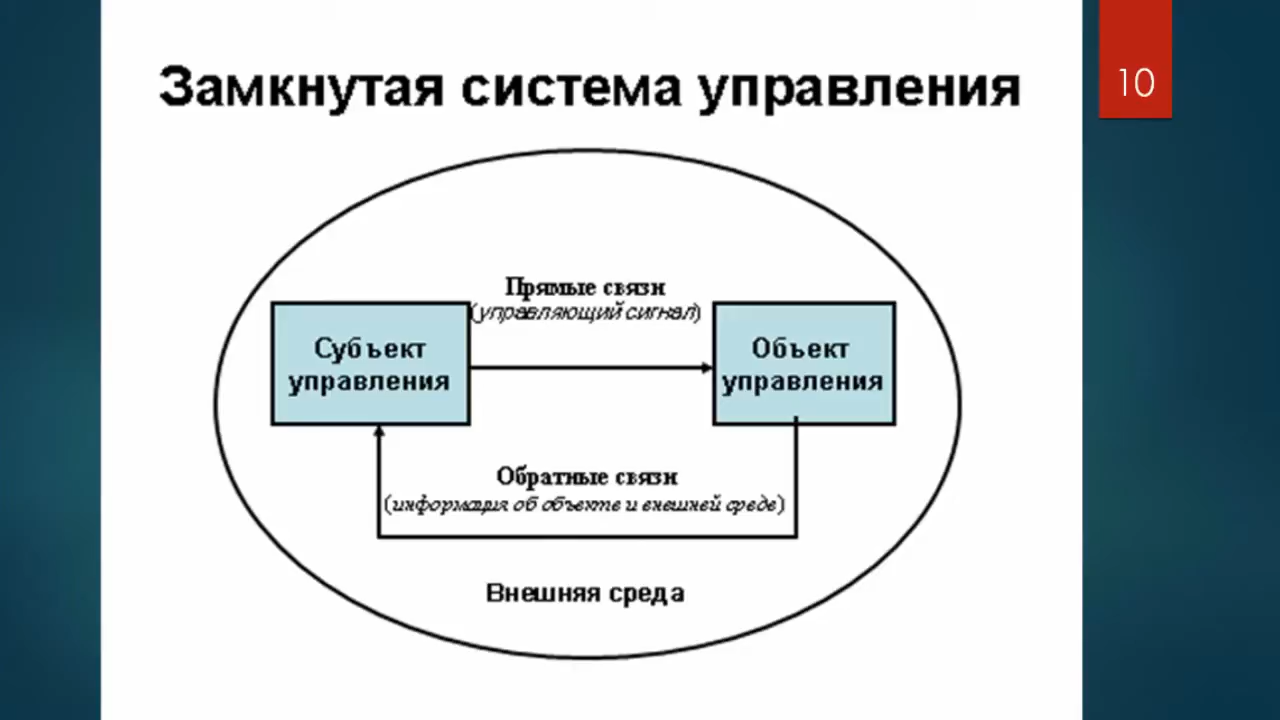 Замкнутая система управления
10
Прямые связи
(управляющий сигнал)
Субъект
управления
Объект
управления
Обратные связи
(информация об объекте и внешней среде)
Внешняя среда